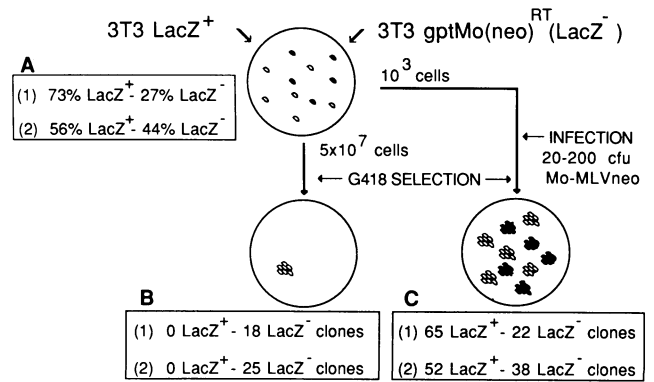 3T3 LacZ⁺
3T3 gptMo(neo)ᴿᵀ(LacZ⁻)
A
(1) 73% LacZ⁺- 27% LacZ⁻
(2) 56% LacZ⁺- 44% LacZ⁻
10³ cells
5x10⁷ cells
INFECTION
20-200 cfu
Mo-MLVneo
G418 SELECTION
B
(1) 0 LacZ⁺- 18 LacZ⁻ clones
(2) 0 LacZ⁺- 25 LacZ⁻ clones
C
(1) 65 LacZ⁺- 22 LacZ⁻ clones
(2) 52 LacZ⁺- 38 LacZ⁻ clones